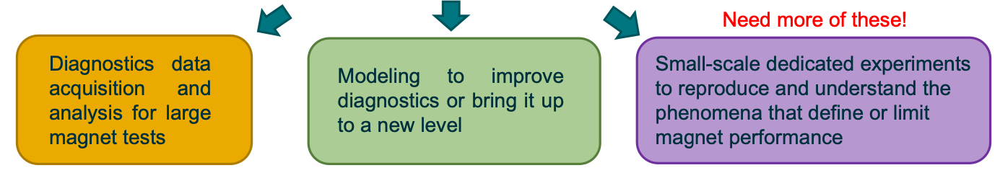 Diagnostics data
acquisition and
analysis for large
magnet tests
Modeling to improve
diagnostics or bring it up
to a new level
Need more of these!
Small-scale dedicated experiments
to reproduce and understand the
phenomena that define or limit
magnet performance